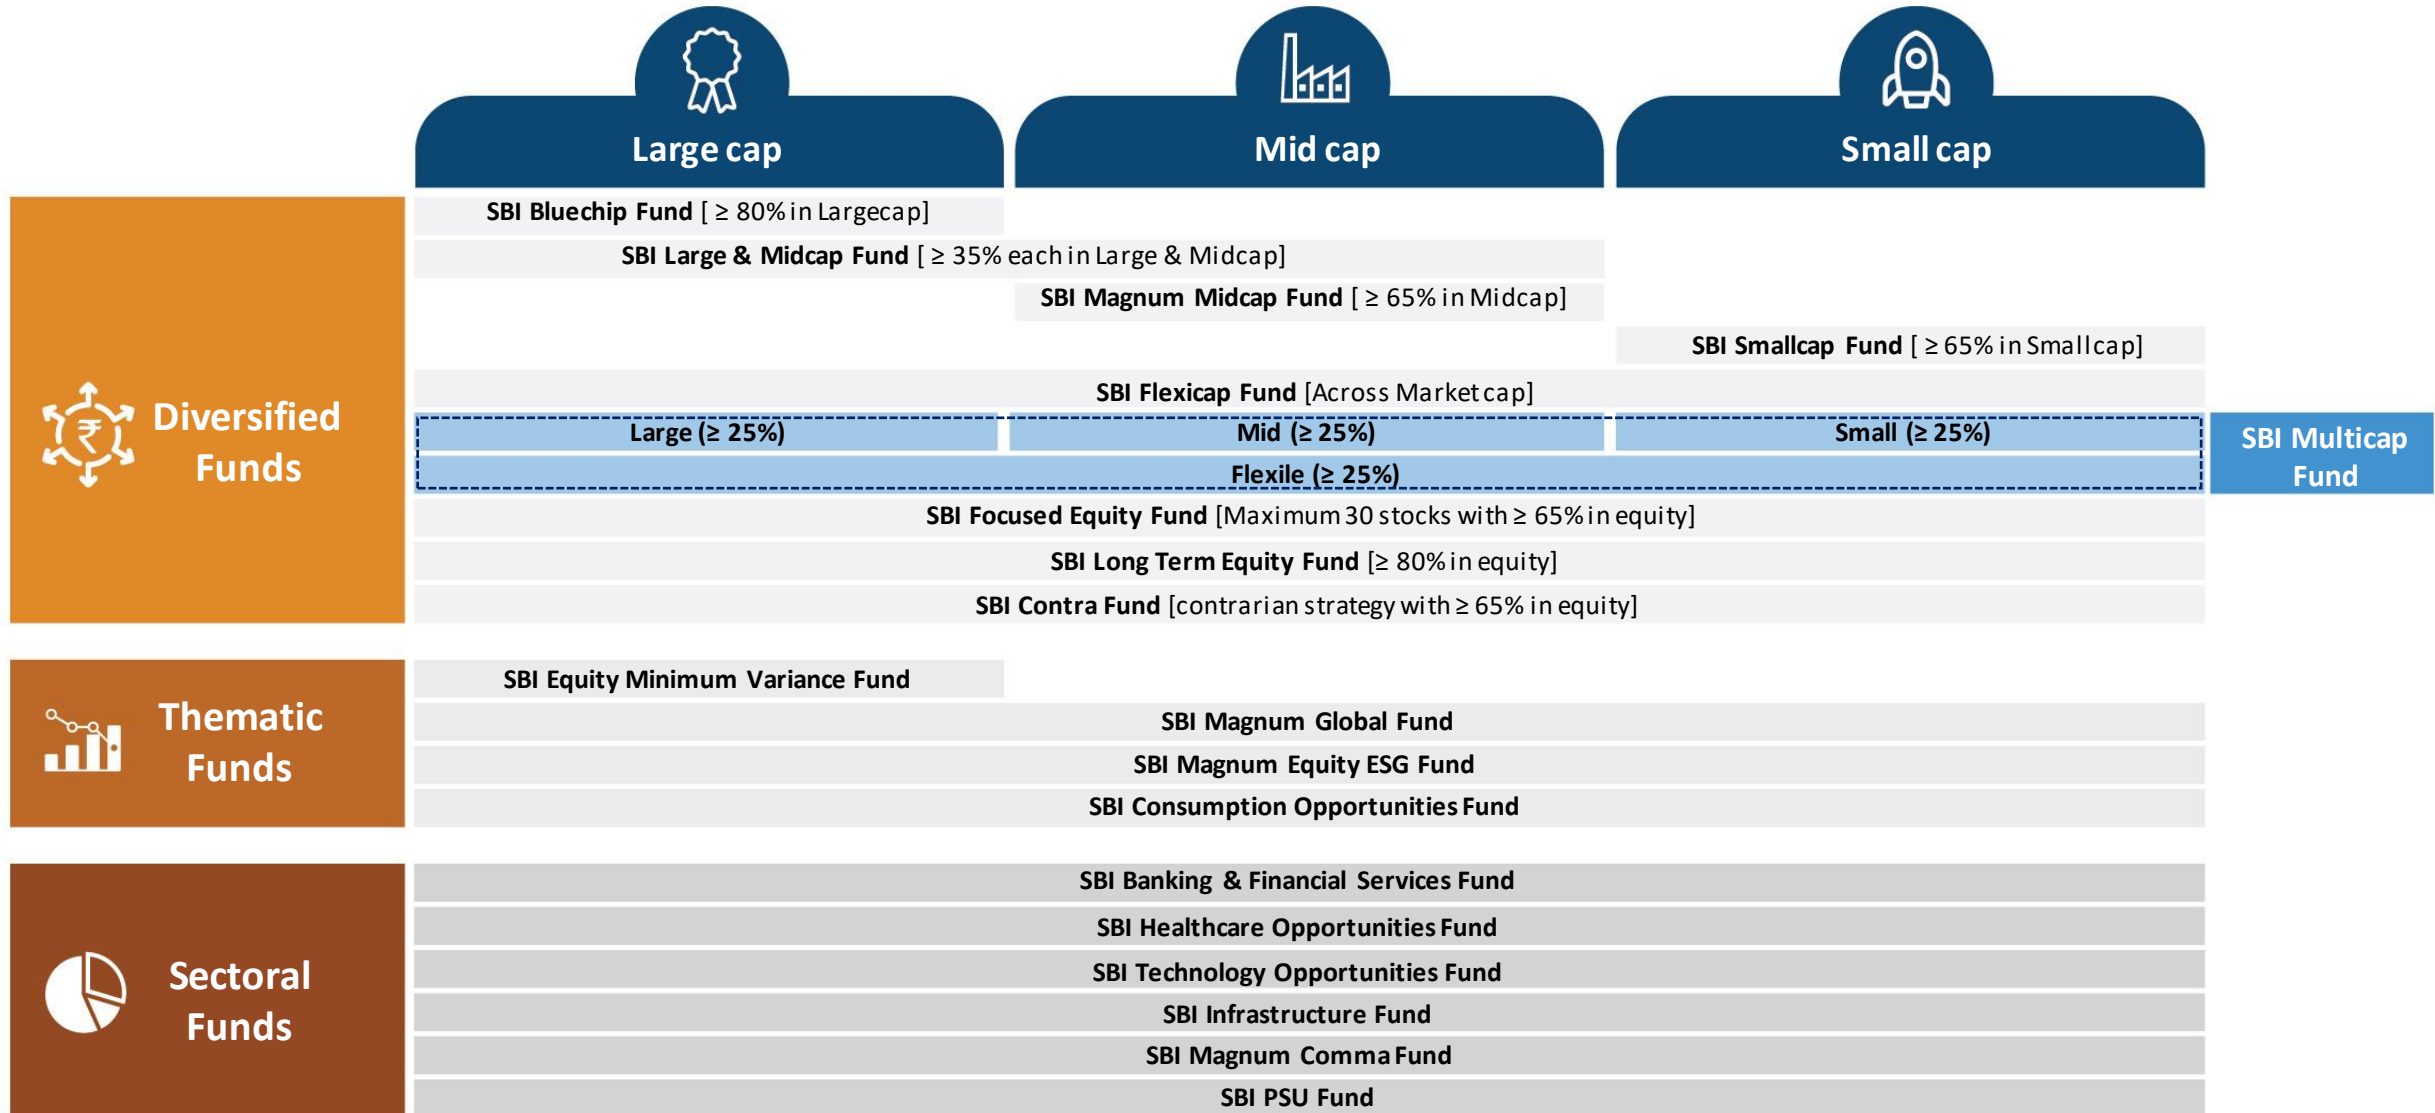 Large cap
Mid cap
Small cap
SBI Bluechip Fund [ ≥ 80% in Largecap]
SBI Large & Midcap Fund [ ≥ 35% each in Large & Midcap]
SBI Magnum Midcap Fund [ ≥ 65% in Midcap]
SBI Smallcap Fund [ ≥ 65% in Smallcap]
SBI Flexicap Fund [Across Market cap]
Diversified
Funds
₹
Large (≥ 25%)
Mid (≥ 25%)
Small (≥ 25%)
Flexile (≥ 25%)
SBI Multicap
Fund
SBI Focused Equity Fund [Maximum 30 stocks with ≥ 65% in equity]
SBI Long Term Equity Fund [≥ 80% in equity]
SBI Contra Fund [contrarian strategy with ≥ 65% in equity]
Thematic
Funds
SBI Equity Minimum Variance Fund
SBI Magnum Global Fund
SBI Magnum Equity ESG Fund
SBI Consumption Opportunities Fund
Sectoral
Funds
SBI Banking & Financial Services Fund
SBI Healthcare Opportunities Fund
SBI Technology Opportunities Fund
SBI Infrastructure Fund
SBI Magnum Comma Fund
SBI PSU Fund